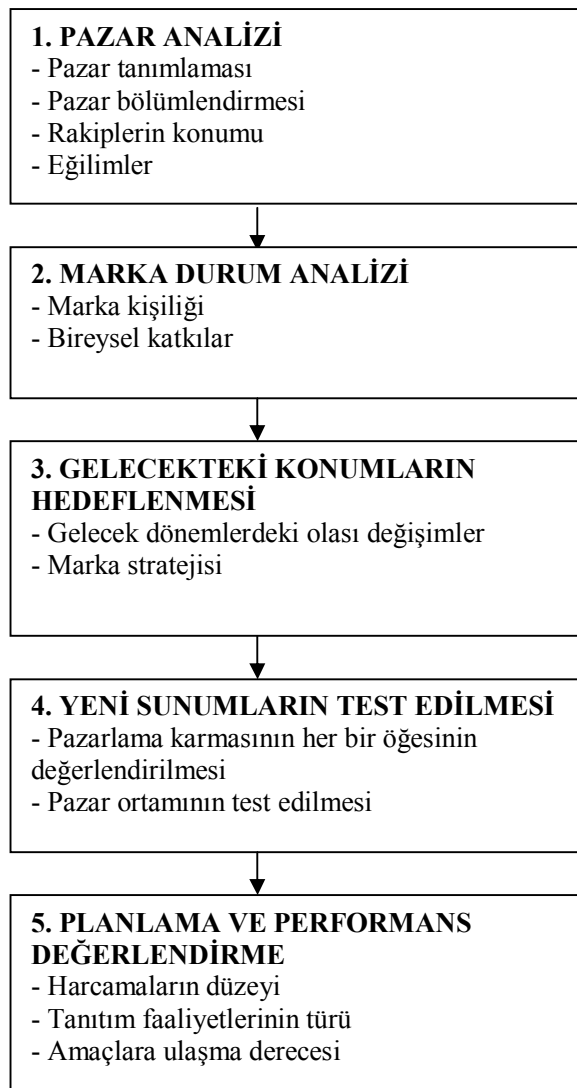 1. PAZAR ANALİZİ
- Pazar tanımlaması
- Pazar bölümlendirmesi
- Rakiplerin konumu
- Eğilimler
2. MARKA DURUM ANALİZİ
- Marka kişiliği
- Bireysel katkılar
3. GELECEKTEKİ KONUMLARIN
HEDEFLENMESİ
- Gelecek dönemlerdeki olası değişimler
- Marka stratejisi
4. YENİ SUNUMLARIN TEST EDİLMESİ
- Pazarlama karmasının her bir öğesinin
değerlendirilmesi
- Pazar ortamının test edilmesi
5. PLANLAMA VE PERFORMANS
DEĞERLENDİRME
- Harcamaların düzeyi
- Tanıtım faaliyetlerinin türü
- Amaçlara ulaşma derecesi